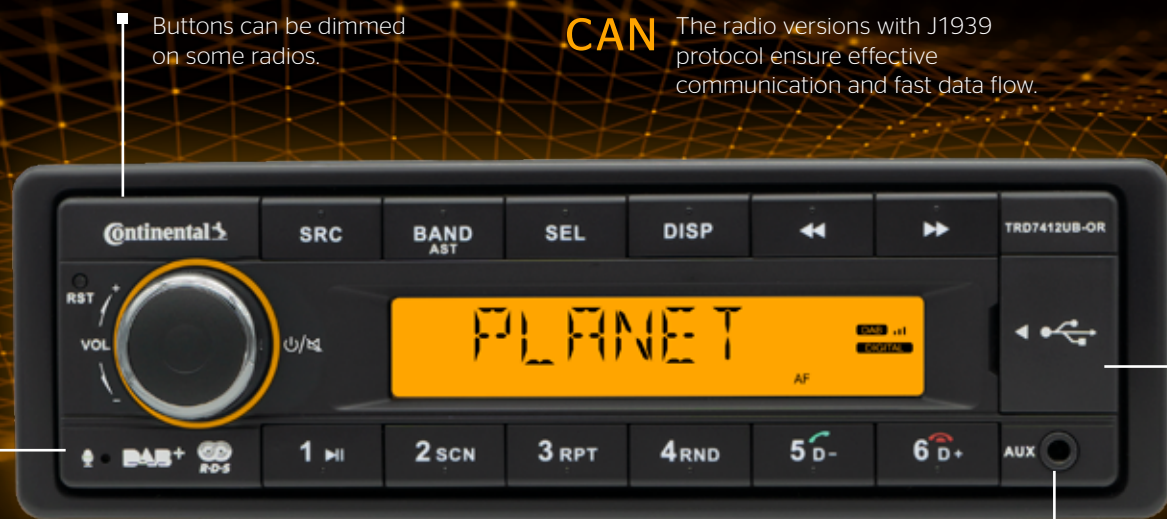 Buttons can be dimmed
on some radios.
CAN
The radio versions with J1939
protocol ensure effective
communication and fast data flow.
Continental
SRC
BAND
AST
SEL
DISP
TRD7412UB-OR
RST
+
VOL
-
PLANET
DAB
DIGITAL
AF
DAB+
R·D·S
1
2 SCN
3 RPT
4 RND
5 D-
6 D+
AUX